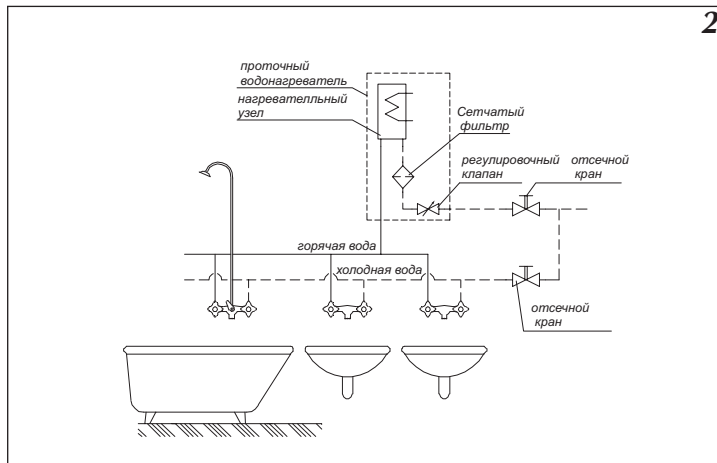 2
проточный
водонагреватель
нагревателльный
узел
Сетчатый
фильтр
регулировочный
клапан
отсечной
кран
горячая вода
холодная вода
отсечной
кран